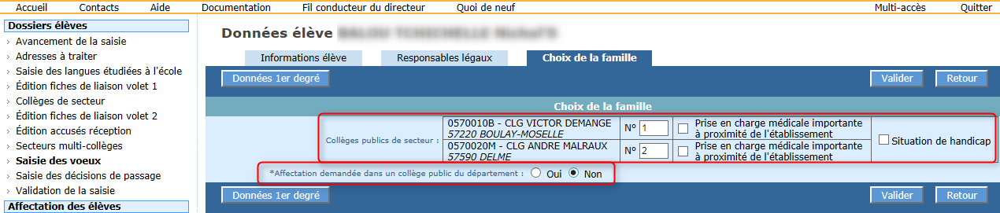 Accueil Contacts Aide Documentation Fil conducteur du directeur Quoi de neuf Multi-accès Quitter
Dossiers élèves
Avancement de la saisie
Adresses à traiter
Saisie des langues étudiées à l'école
Édition fiches de liaison volet 1
Collèges de secteur
Édition fiches de liaison volet 2
Édition accusés réception
Secteurs multi-collèges
Saisie des voeux
Saisie des décisions de passage
Validation de la saisie
Affectation des élèves
Données élève
Informations élève Responsables légaux Choix de la famille
Données 1er degré Valider Retour
Choix de la famille
Collèges publics de secteur :
0570010B - CLG VICTOR DEMANGE
57220 BOULAY-MOSELLE
N° 1
Prise en charge médicale importante
à proximité de l'établissement
0570020M - CLG ANDRE MALRAUX
57590 DELME
N° 2
Prise en charge médicale importante
à proximité de l'établissement
Situation de handicap
*Affectation demandée dans un collège public du département : Oui Non
Données 1er degré Valider Retour